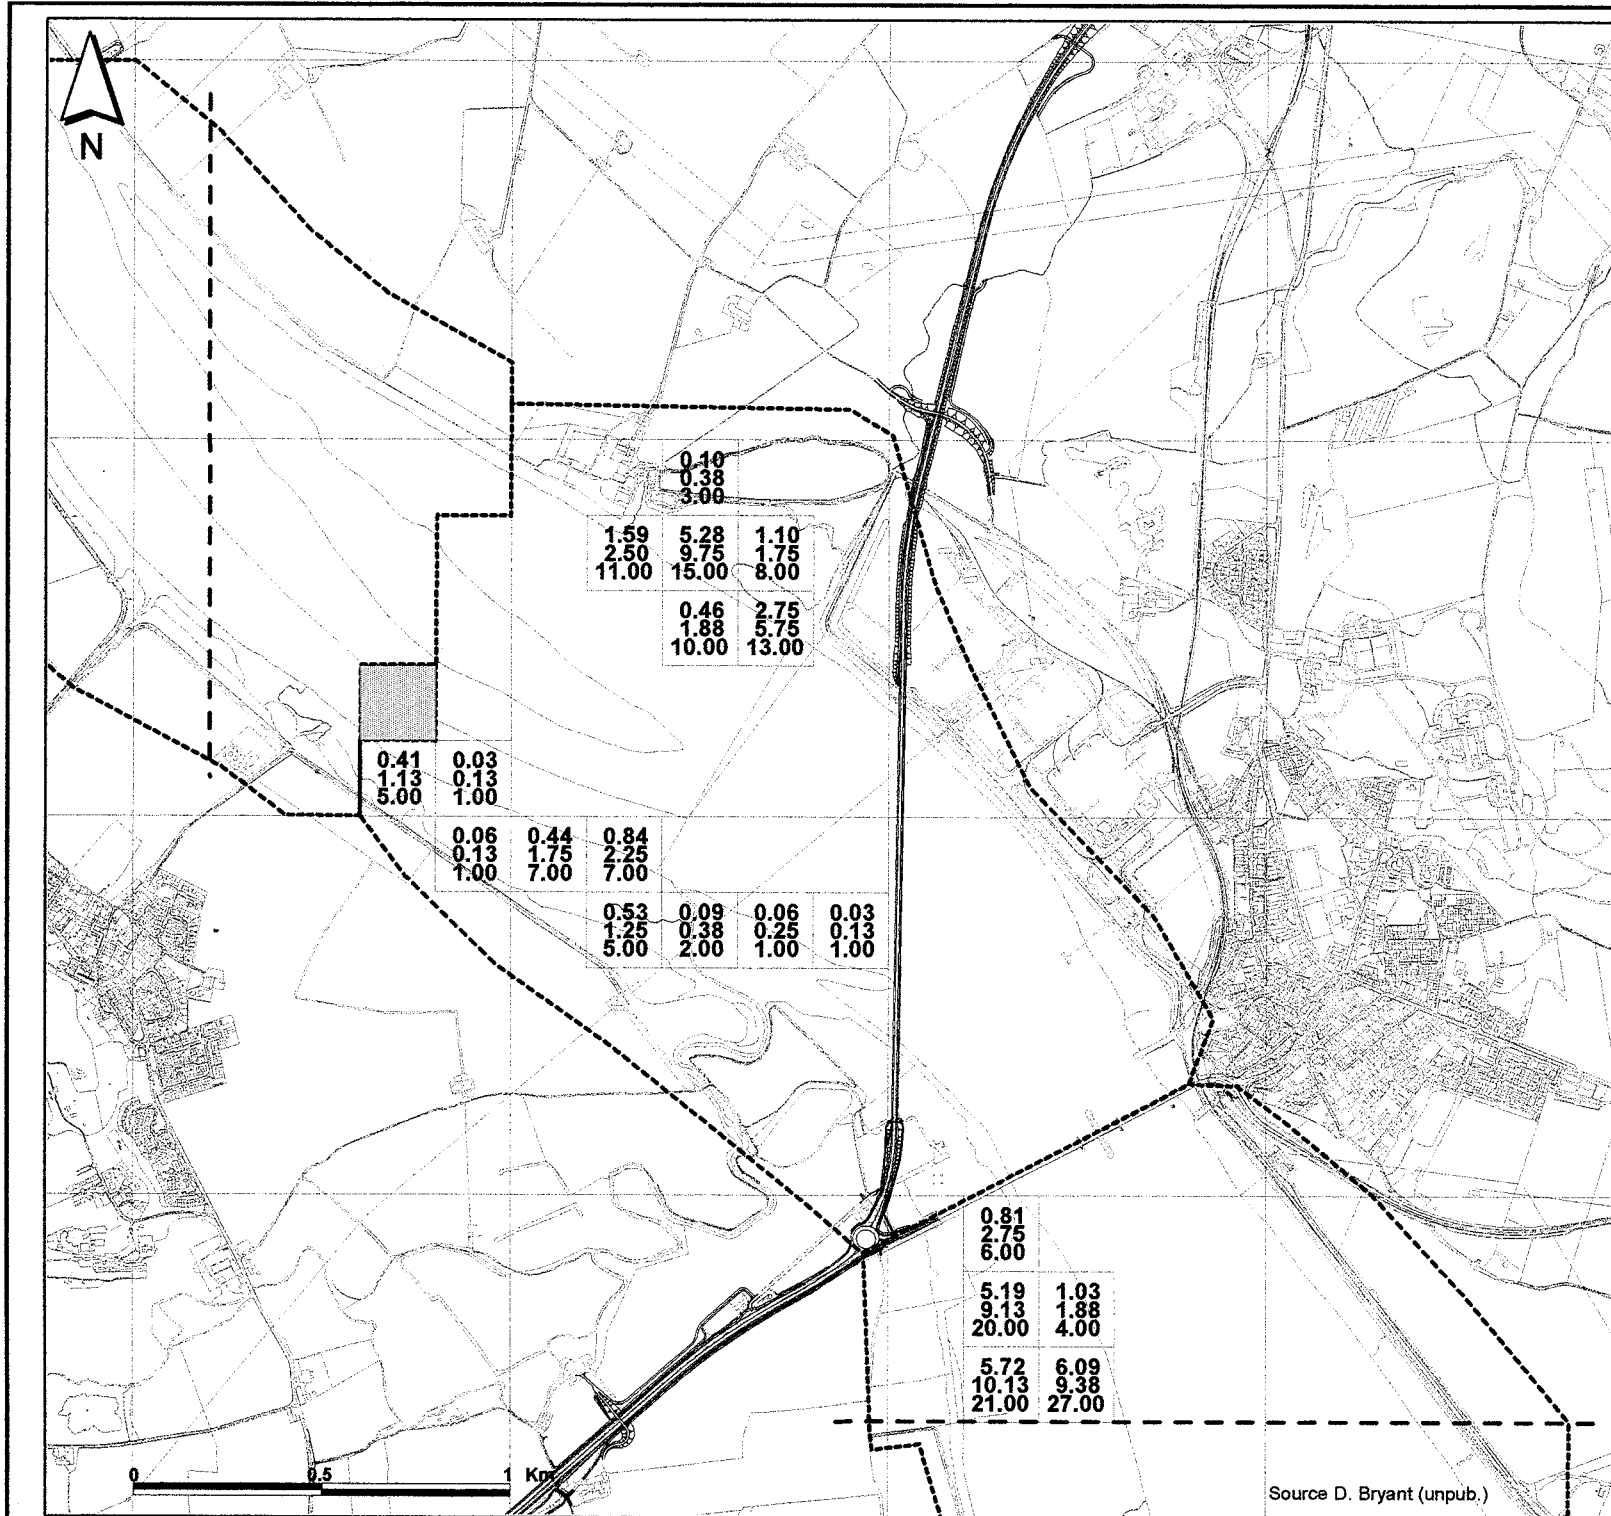 N
0.10
0.38
3.00
1.59 5.28 1.10
2.50 9.75 1.75
11.00 15.00 8.00
0.46 2.75
1.88 5.75
10.00 13.00
0.41 0.03
1.13 0.13
5.00 1.00
0.06 0.44 0.84
0.13 1.75 2.25
1.00 7.00 7.00
0.53 0.09 0.06 0.03
1.25 0.38 0.25 0.13
5.00 2.00 1.00 1.00
0.81
2.75
6.00
5.19 1.03
9.13 1.88
20.00 4.00
5.72 6.09
10.13 9.38
21.00 27.00
0 0.5 1 Km
Source D. Bryant (unpub.)